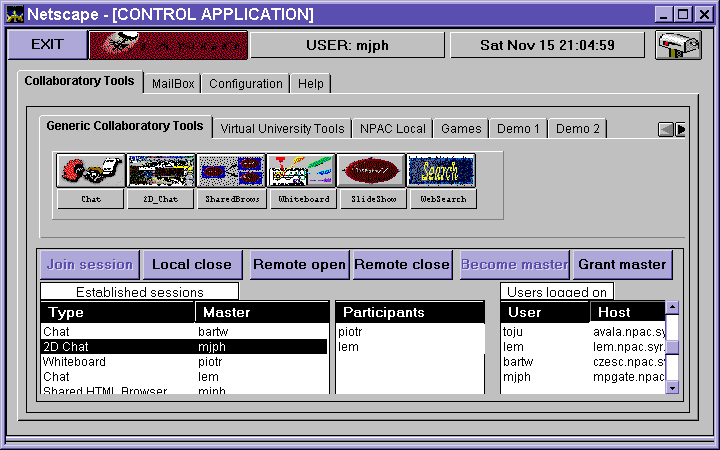 Netscape - [CONTROL APPLICATION]
EXIT
USER: mjph
Sat Nov 15 21:04:59
Collaboratory Tools MailBox Configuration Help
Generic Collaboratory Tools Virtual University Tools NPAC Local Games Demo 1 Demo 2
Search
Chat 2D_Chat SharedBrows Whiteboard SlideShow WebSearch
Join session Local close Remote open Remote close Become master Grant master
Established sessions Users logged on
Type Master Participants User Host
Chat bartw piotr toju avala.npac.sy
2D Chat mjph lem lem lem.npac.syr.
Whiteboard piotr bartw czesc.npac.s
Chat lem mjph mpgate.npac
Shared HTML Browser mjph